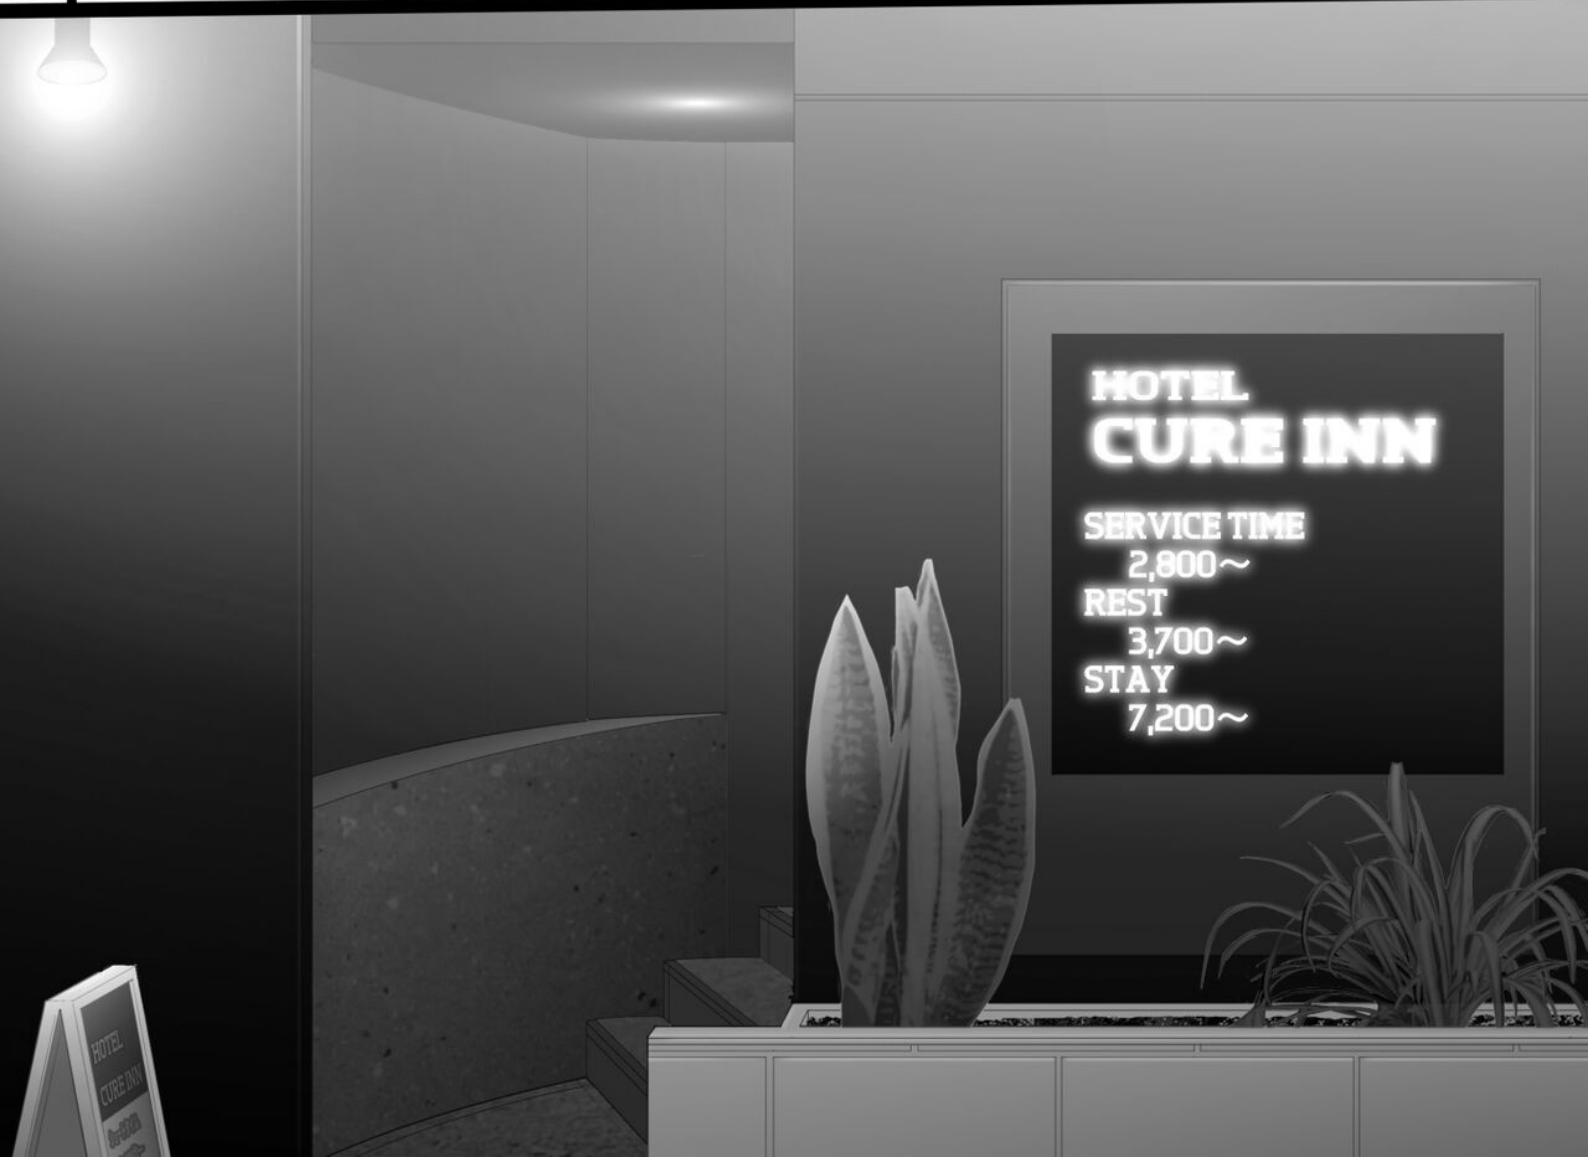 HOTEL
CURE INN
SERVICE TIME
2,800～
REST
3,700～
STAY
7,200～
HOTEL
CURE INN